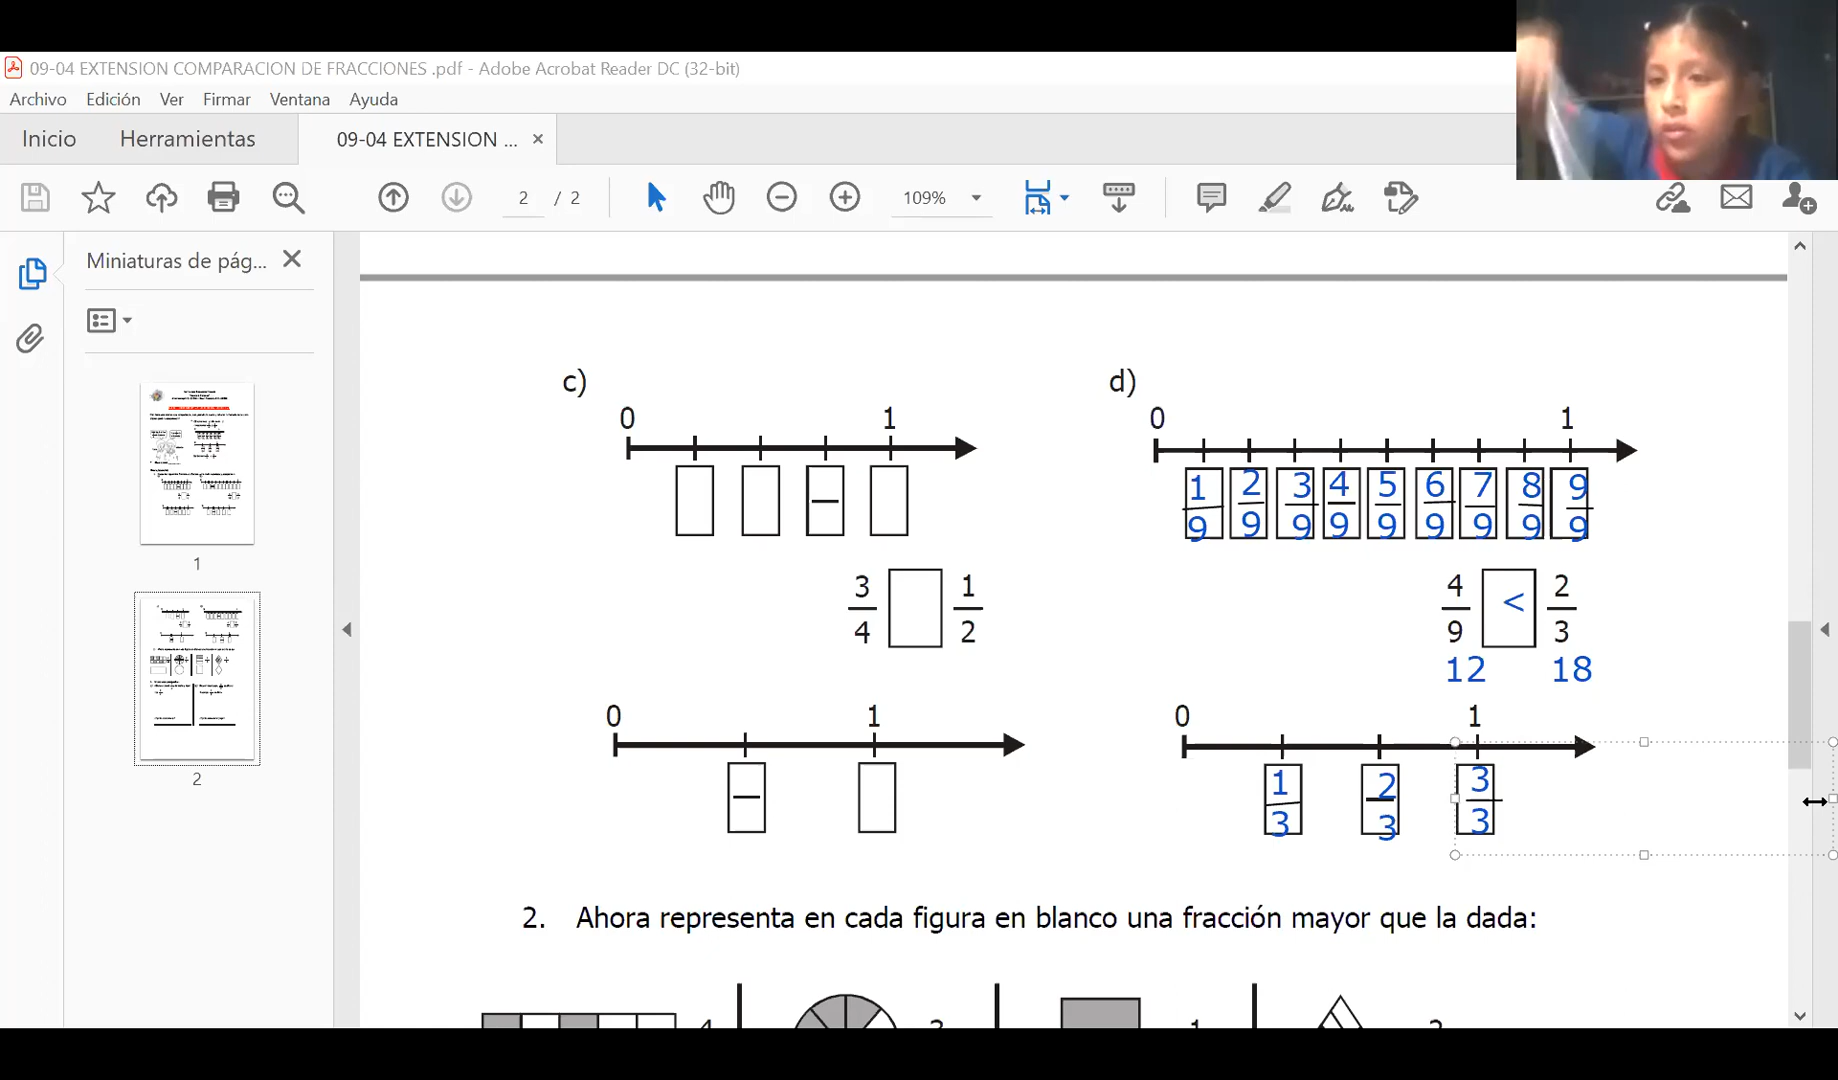 09-04 EXTENSION COMPARACION DE FRACCIONES .pdf - Adobe Acrobat Reader DC (32-bit)
Archivo Edición Ver Firmar Ventana Ayuda
Inicio Herramientas 09-04 EXTENSION ... ×
2 / 2 109%
Miniaturas de pág... ×
1
2
c)
0 1
3/4 1/2
0 1
d)
0 1
1/9 2/9 3/9 4/9 5/9 6/9 7/9 8/9 9/9
4/9 < 2/3
12 18
0 1
1/3 2/3 3/3
2. Ahora representa en cada figura en blanco una fracción mayor que la dada: